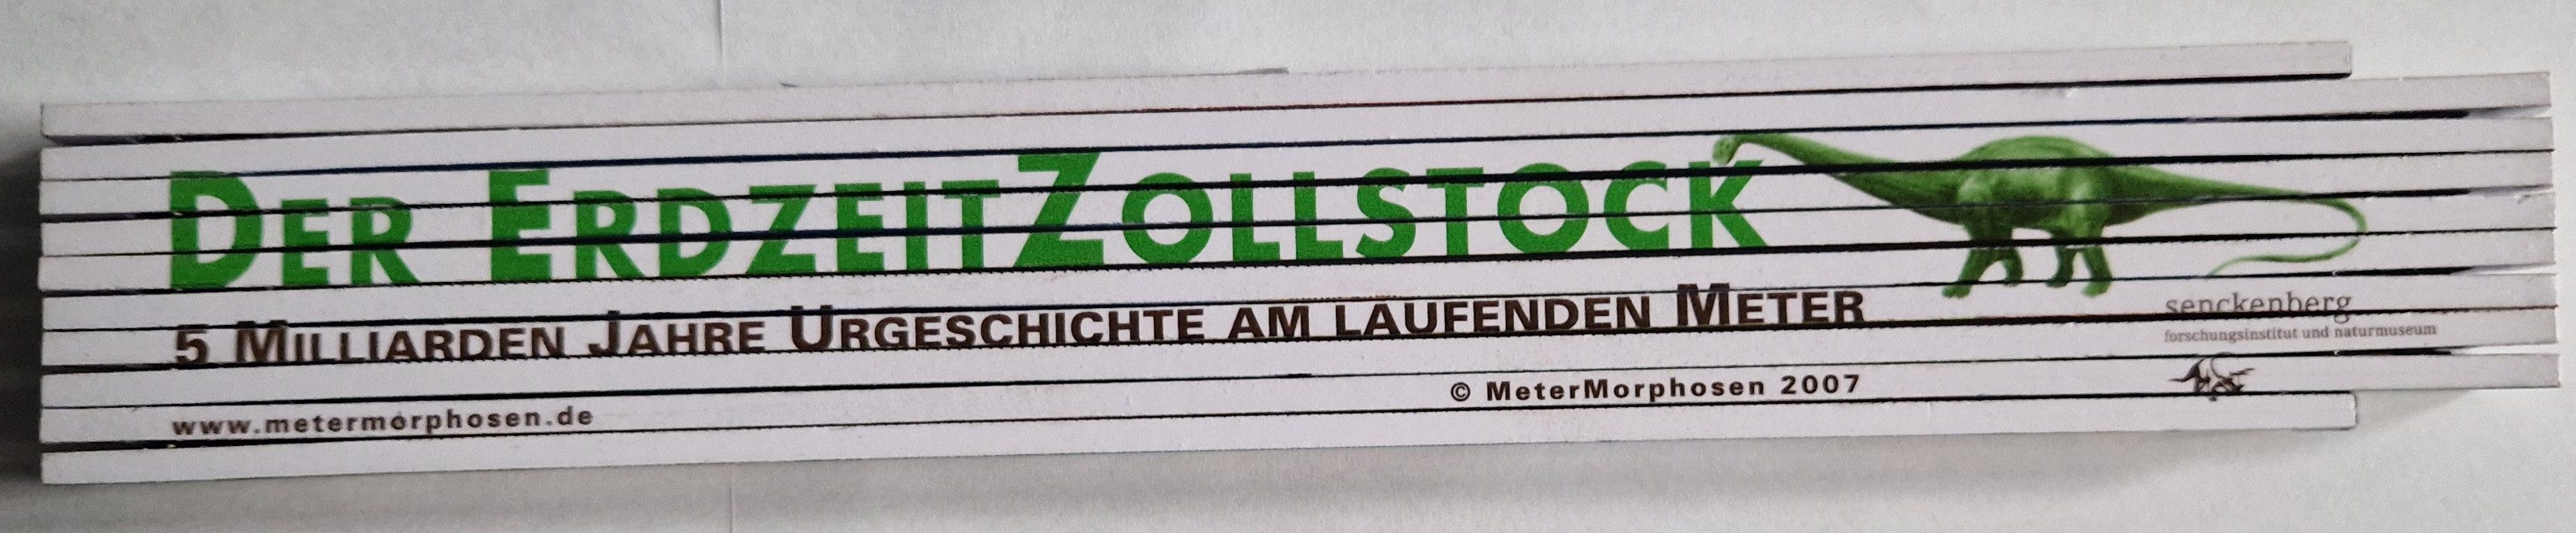 DER ERDZEITZOLLSTOCK
5 MILLIARDEN JAHRE URGESCHICHTE AM LAUFENDEN METER
senckenberg
forschungsinstitut und naturmuseum
© MeterMorphosen 2007
www.metermorphosen.de